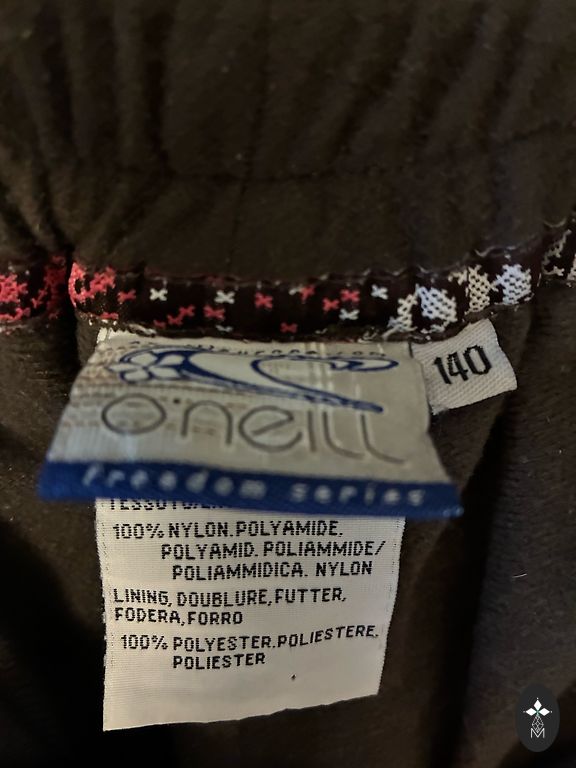 140
O'NEILL
freedom series
100% NYLON.POLYAMIDE.
POLYAMID. POLIAMMIDE/
POLIAMMIDICA. NYLON
LINING, DOUBLURE,FUTTER,
FODERA,FORRO
100% POLYESTER.POLIESTERE.
POLIESTER